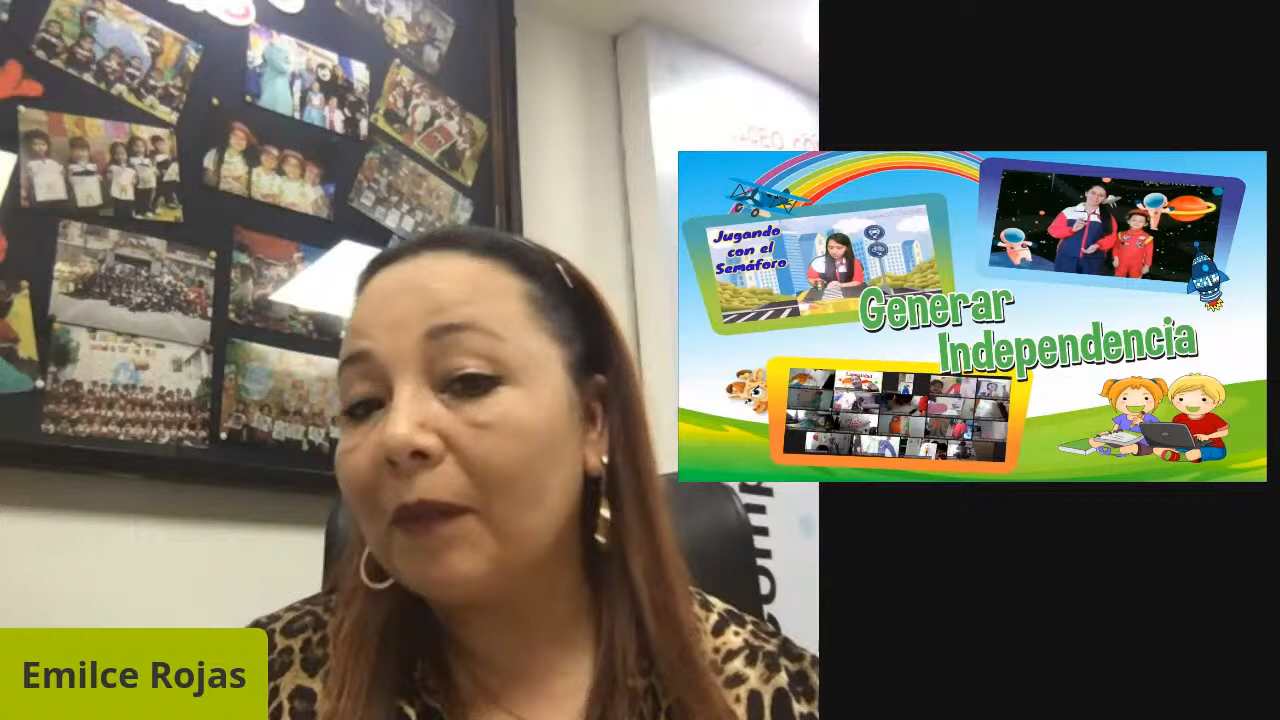 Jugando
con el
Semáforo
Generar
Independencia
Emilce Rojas